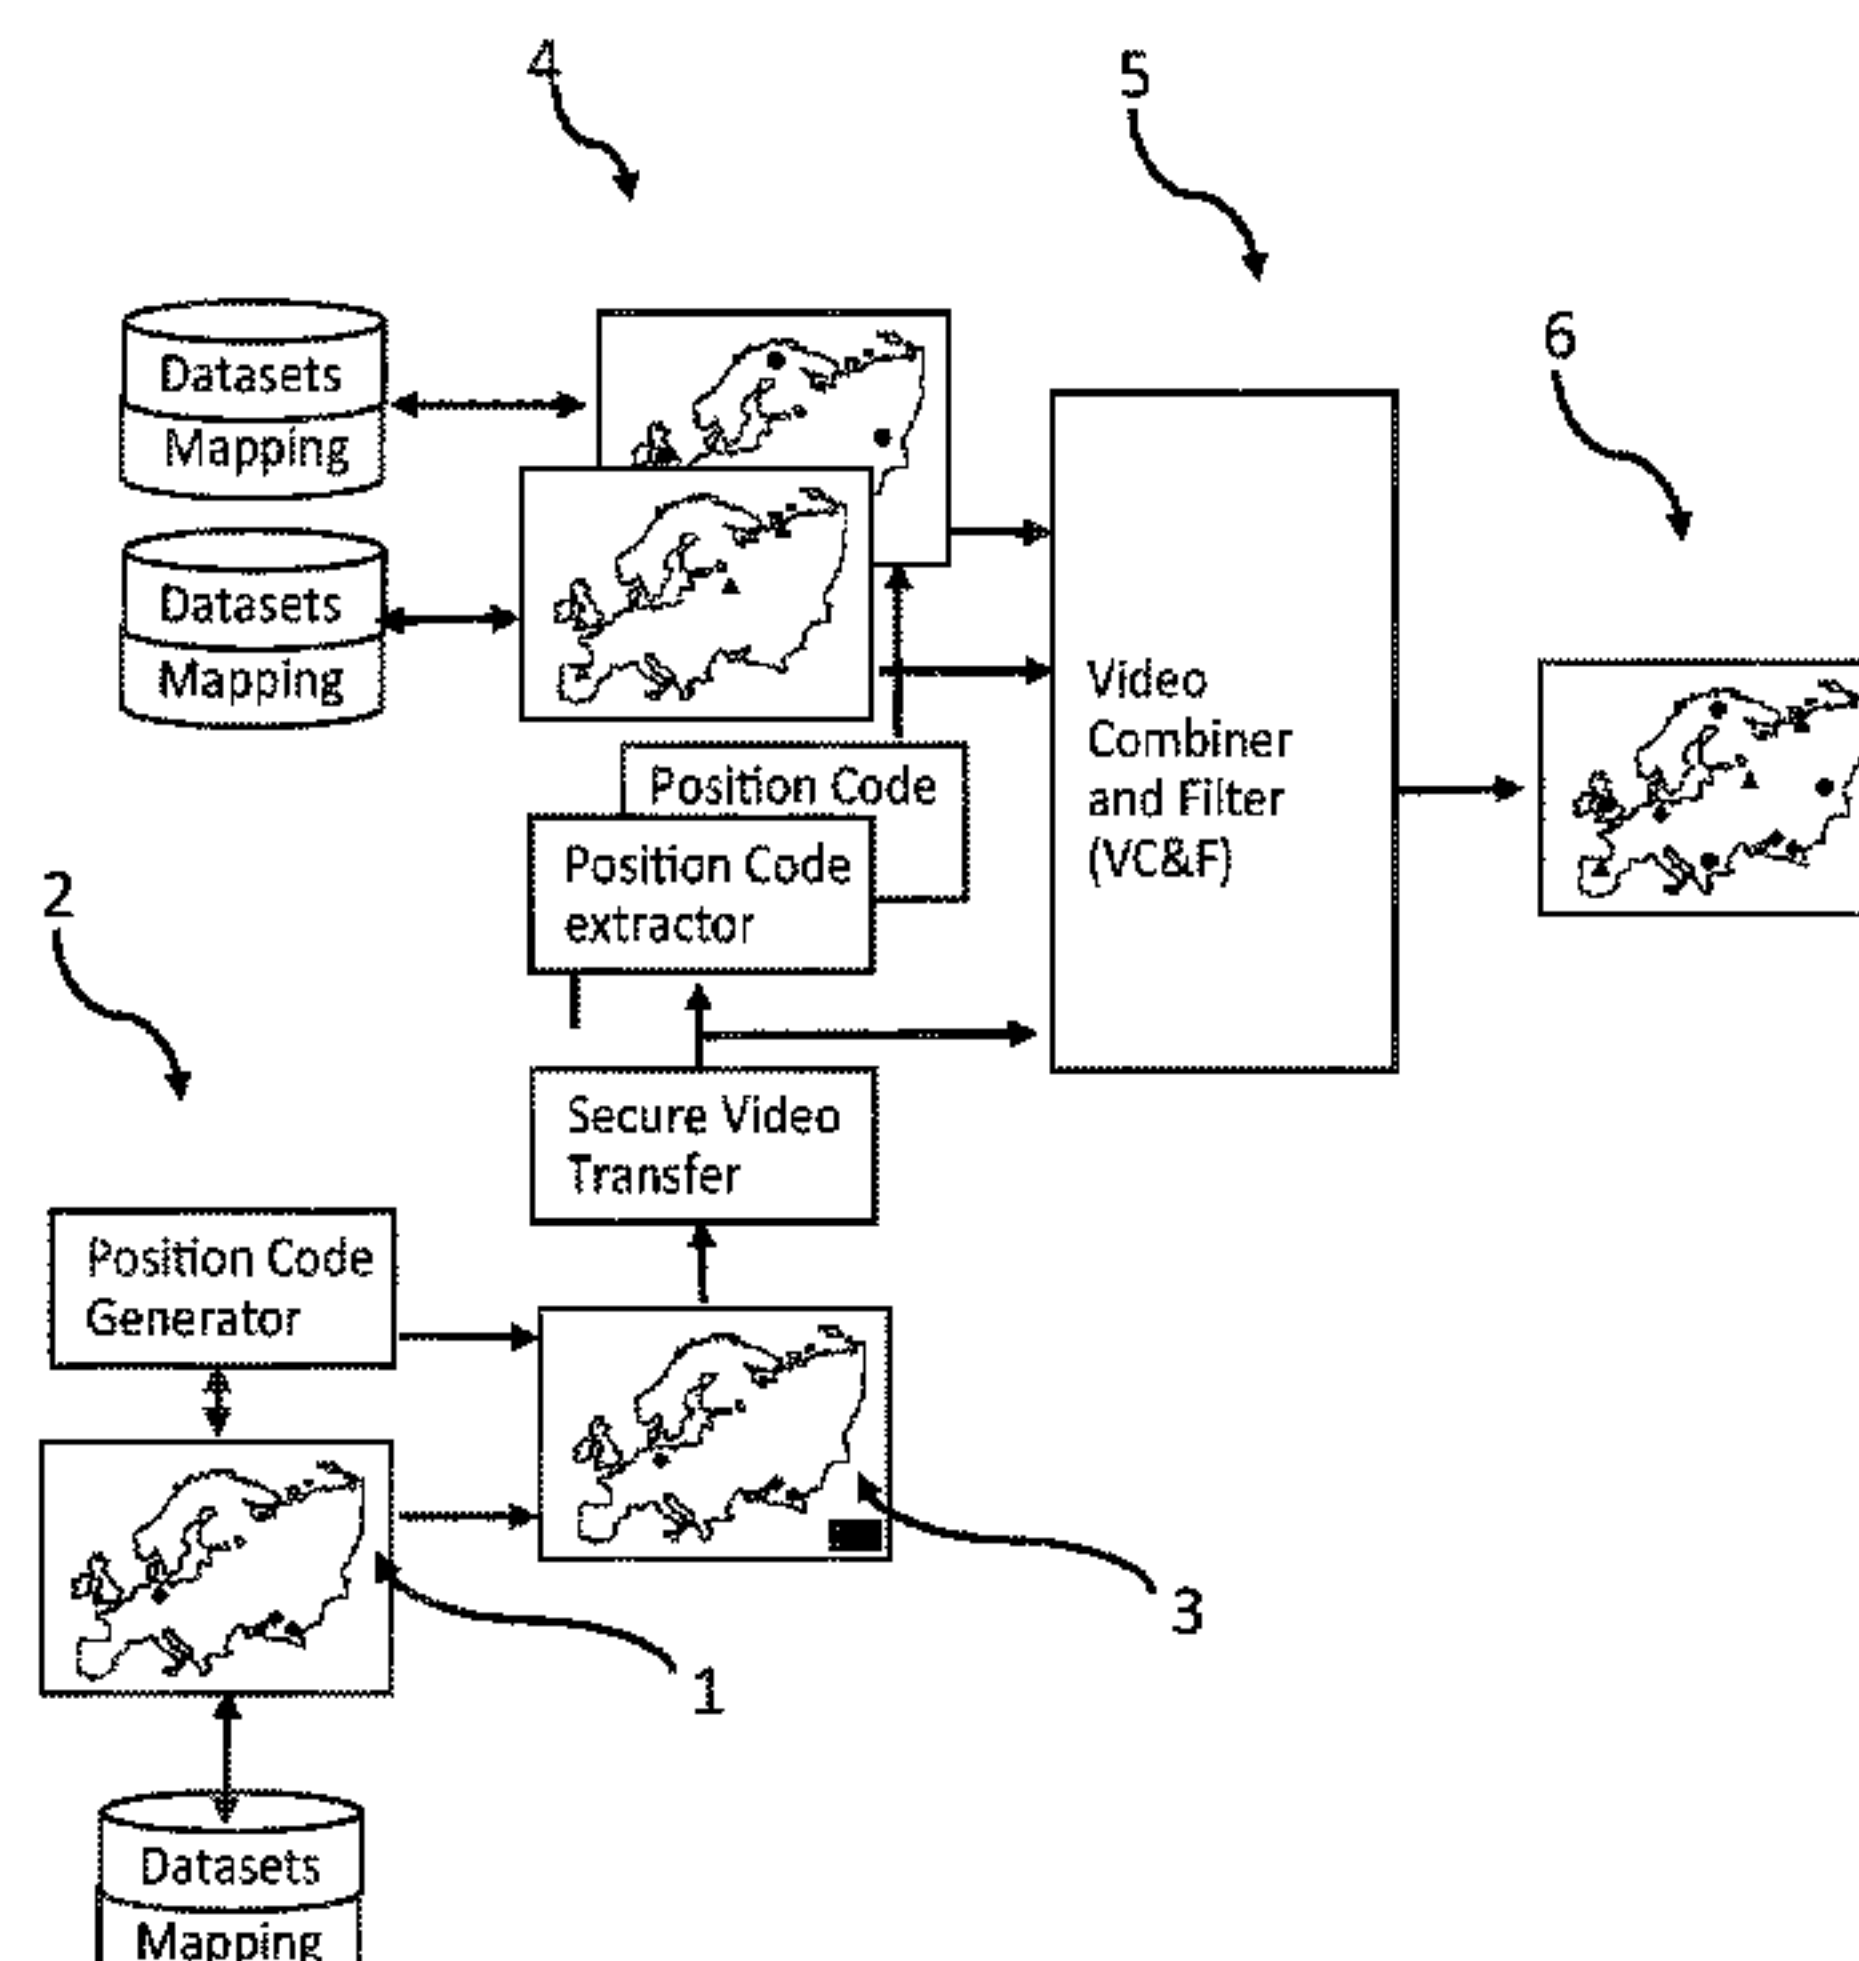 4
5
6
Datasets
Mapping
Datasets
Mapping
Video
Combiner
and Filter
(VC&F)
Position Code
Position Code
extractor
2
Secure Video
Transfer
Position Code
Generator
3
1
Datasets
Mapping